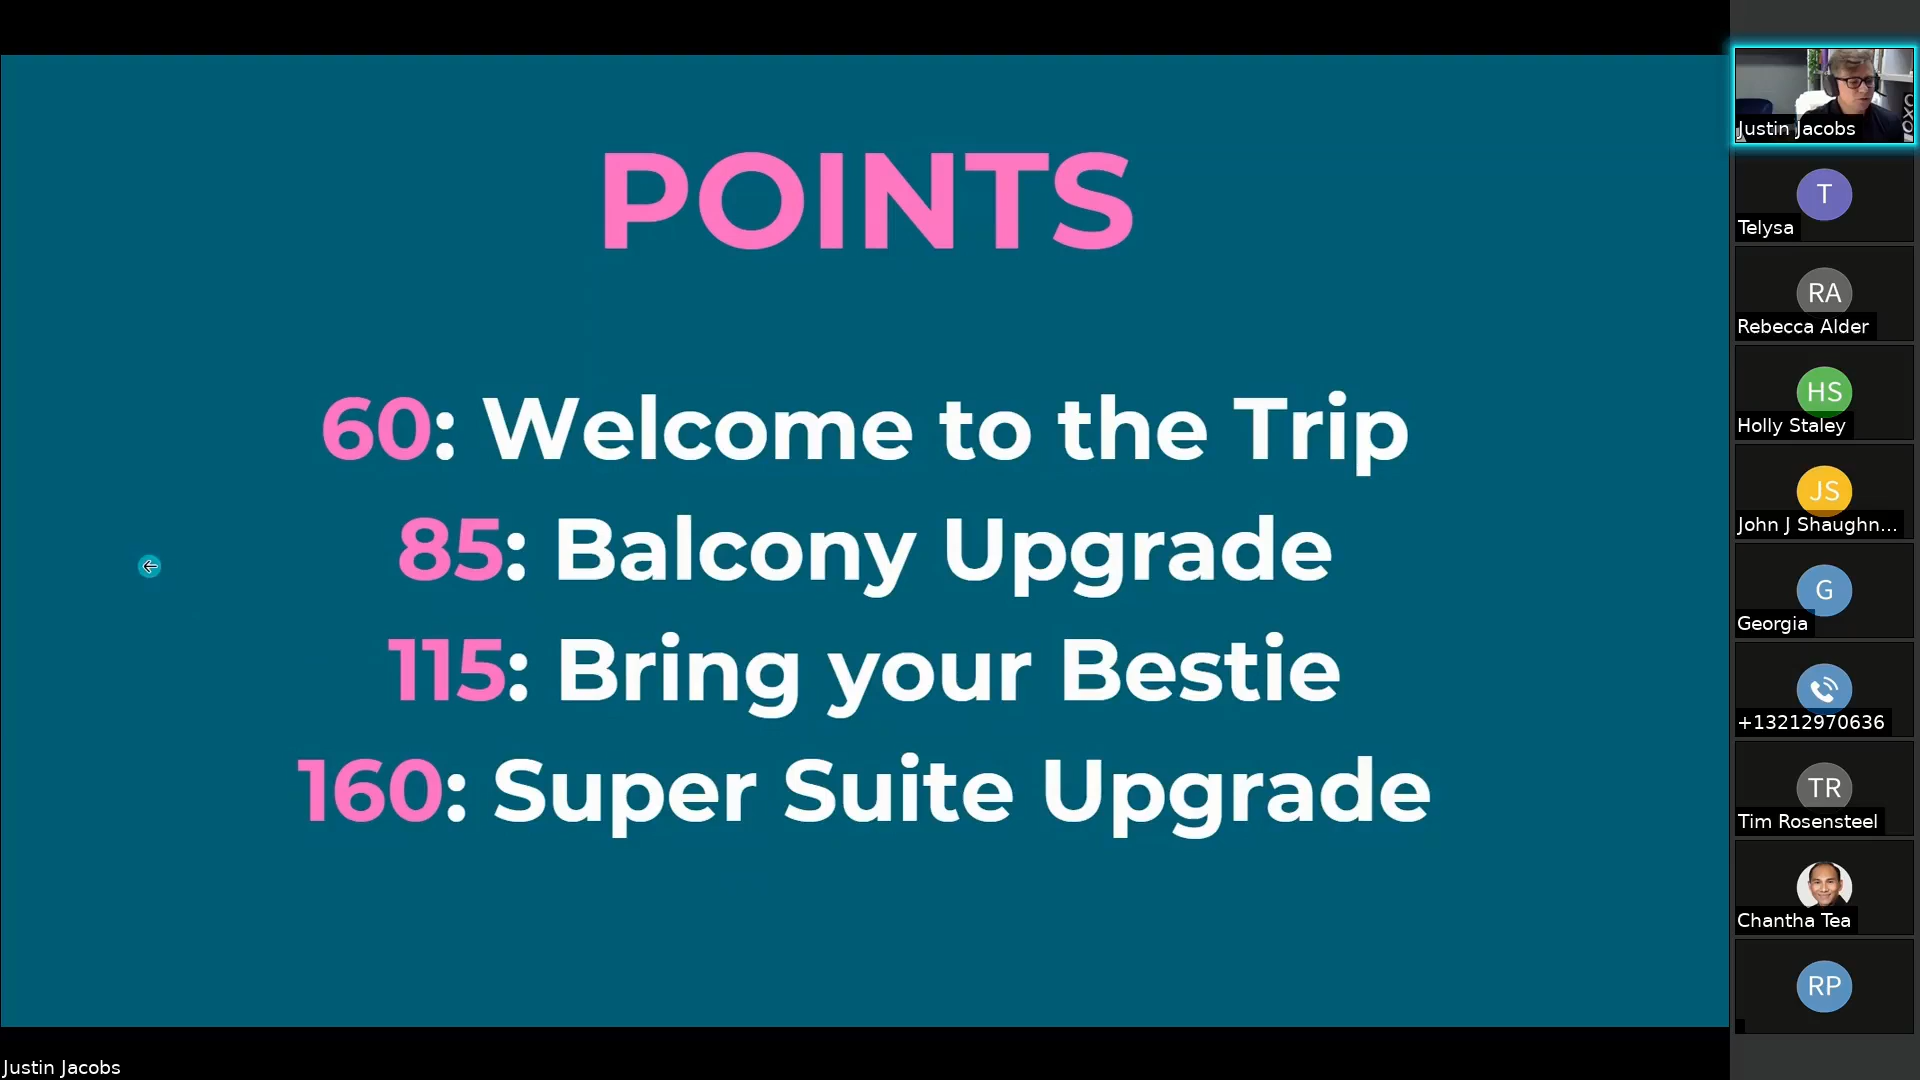 POINTS
60: Welcome to the Trip
85: Balcony Upgrade
115: Bring your Bestie
160: Super Suite Upgrade
Justin Jacobs
Justin Jacobs
T
Telysa
RA
Rebecca Alder
HS
Holly Staley
JS
John J Shaughn...
G
Georgia
+13212970636
TR
Tim Rosensteel
Chantha Tea
RP